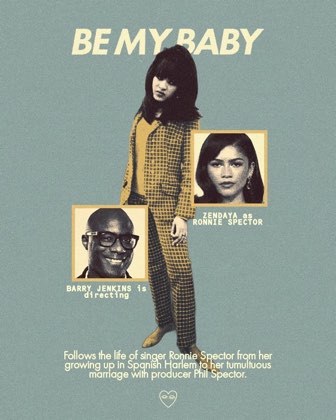 BE MY BABY
ZENDAYA as
RONNIE SPECTOR
BARRY JENKINS is
directing
Follows the life of singer Ronnie Spector from her
growing up in Spanish Harlem to her tumultuous
marriage with producer Phil Spector.